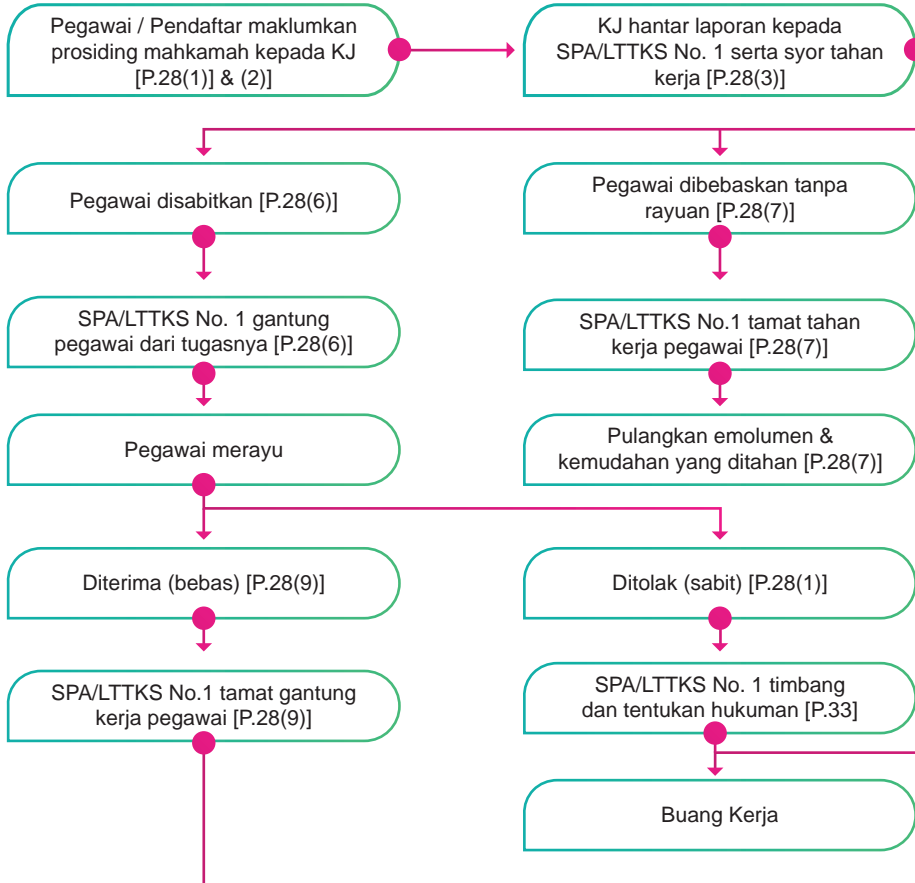 Pegawai / Pendaftar maklumkan
prosiding mahkamah kepada KJ
[P.28(1)] & (2)]
KJ hantar laporan kepada
SPA/LTTKS No. 1 serta syor tahan
kerja [P.28(3)]
Pegawai disabitkan [P.28(6)]
Pegawai dibebaskan tanpa
rayuan [P.28(7)]
SPA/LTTKS No. 1 gantung
pegawai dari tugasnya [P.28(6)]
SPA/LTTKS No.1 tamat tahan
kerja pegawai [P.28(7)]
Pegawai merayu
Pulangkan emolumen &
kemudahan yang ditahan [P.28(7)]
Diterima (bebas) [P.28(9)]
Ditolak (sabit) [P.28(1)]
SPA/LTTKS No.1 tamat gantung
kerja pegawai [P.28(9)]
SPA/LTTKS No. 1 timbang
dan tentukan hukuman [P.33]
Buang Kerja